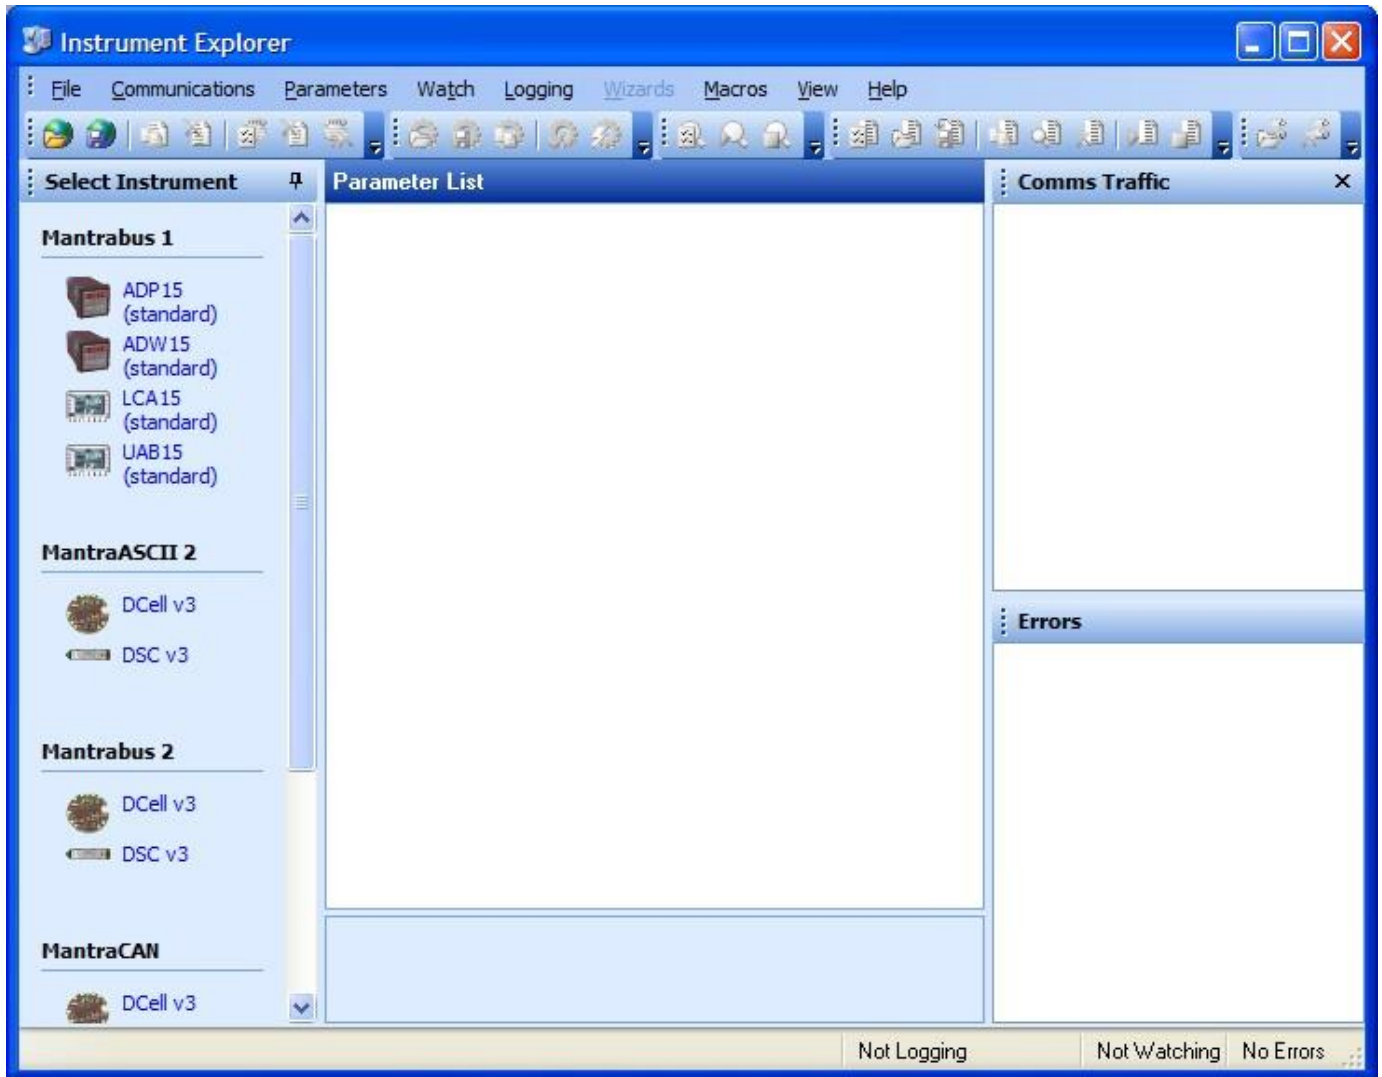 Instrument Explorer
File Communications Parameters Watch Logging Wizards Macros View Help
Select Instrument
Parameter List
Comms Traffic
Mantrabus 1
ADP15
(standard)
ADW15
(standard)
LCA15
(standard)
UAB15
(standard)
MantraASCII 2
DCell v3
DSC v3
Errors
Mantrabus 2
DCell v3
DSC v3
MantraCAN
DCell v3
Not Logging
Not Watching
No Errors